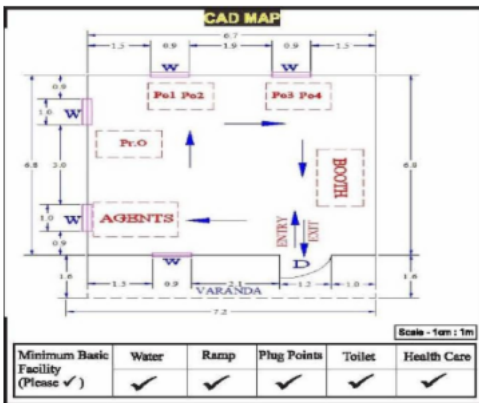 CAD MAP
6.7
1.5 0.9 1.9 0.9 1.5
W W
Po1 Po2 Po3 Po4
0.9
W
1.6
Pr.O
6.8 3.0 6.8
BOOTH
AGENTS
1.0 W
ENTRY
EXIT
0.9
W D
1.6 1.6
1.5 0.9 2.1 1.2 1.0
VARANDA
7.2
Scale - 1cm : 1m
Minimum Basic Facility (Please ✓) Water Ramp Plug Points Toilet Health Care
✓ ✓ ✓ ✓ ✓